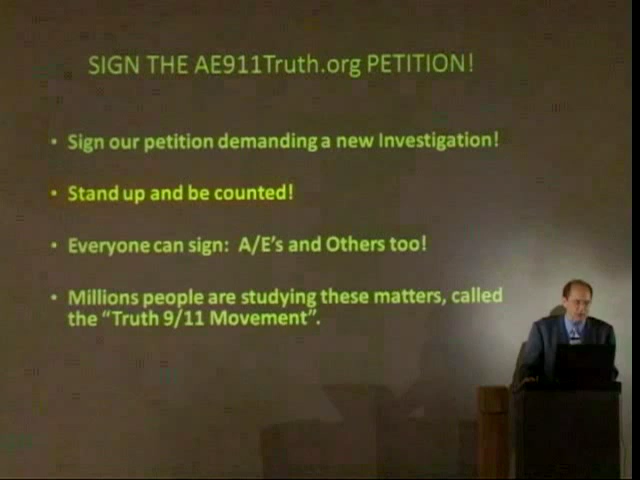 SIGN THE AE911Truth.org PETITION!
• Sign our petition demanding a new Investigation!
• Stand up and be counted!
• Everyone can sign: A/E's and Others too!
• Millions people are studying these matters, called
the "Truth 9/11 Movement".